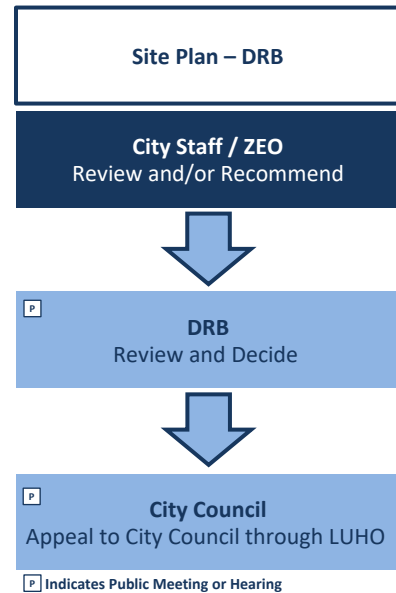 Site Plan – DRB
City Staff / ZEO
Review and/or Recommend
P
DRB
Review and Decide
P
City Council
Appeal to City Council through LUHO
P Indicates Public Meeting or Hearing